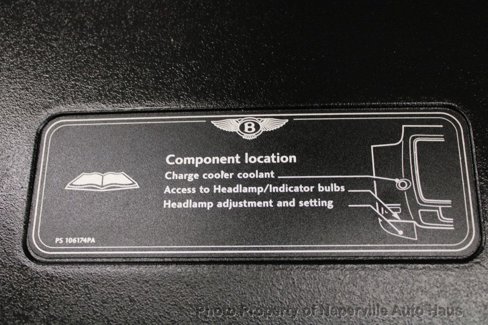 B
Component location
Charge cooler coolant
Access to Headlamp/Indicator bulbs
Headlamp adjustment and setting
PS 106174PA
Photo Property of Naperville Auto Haus